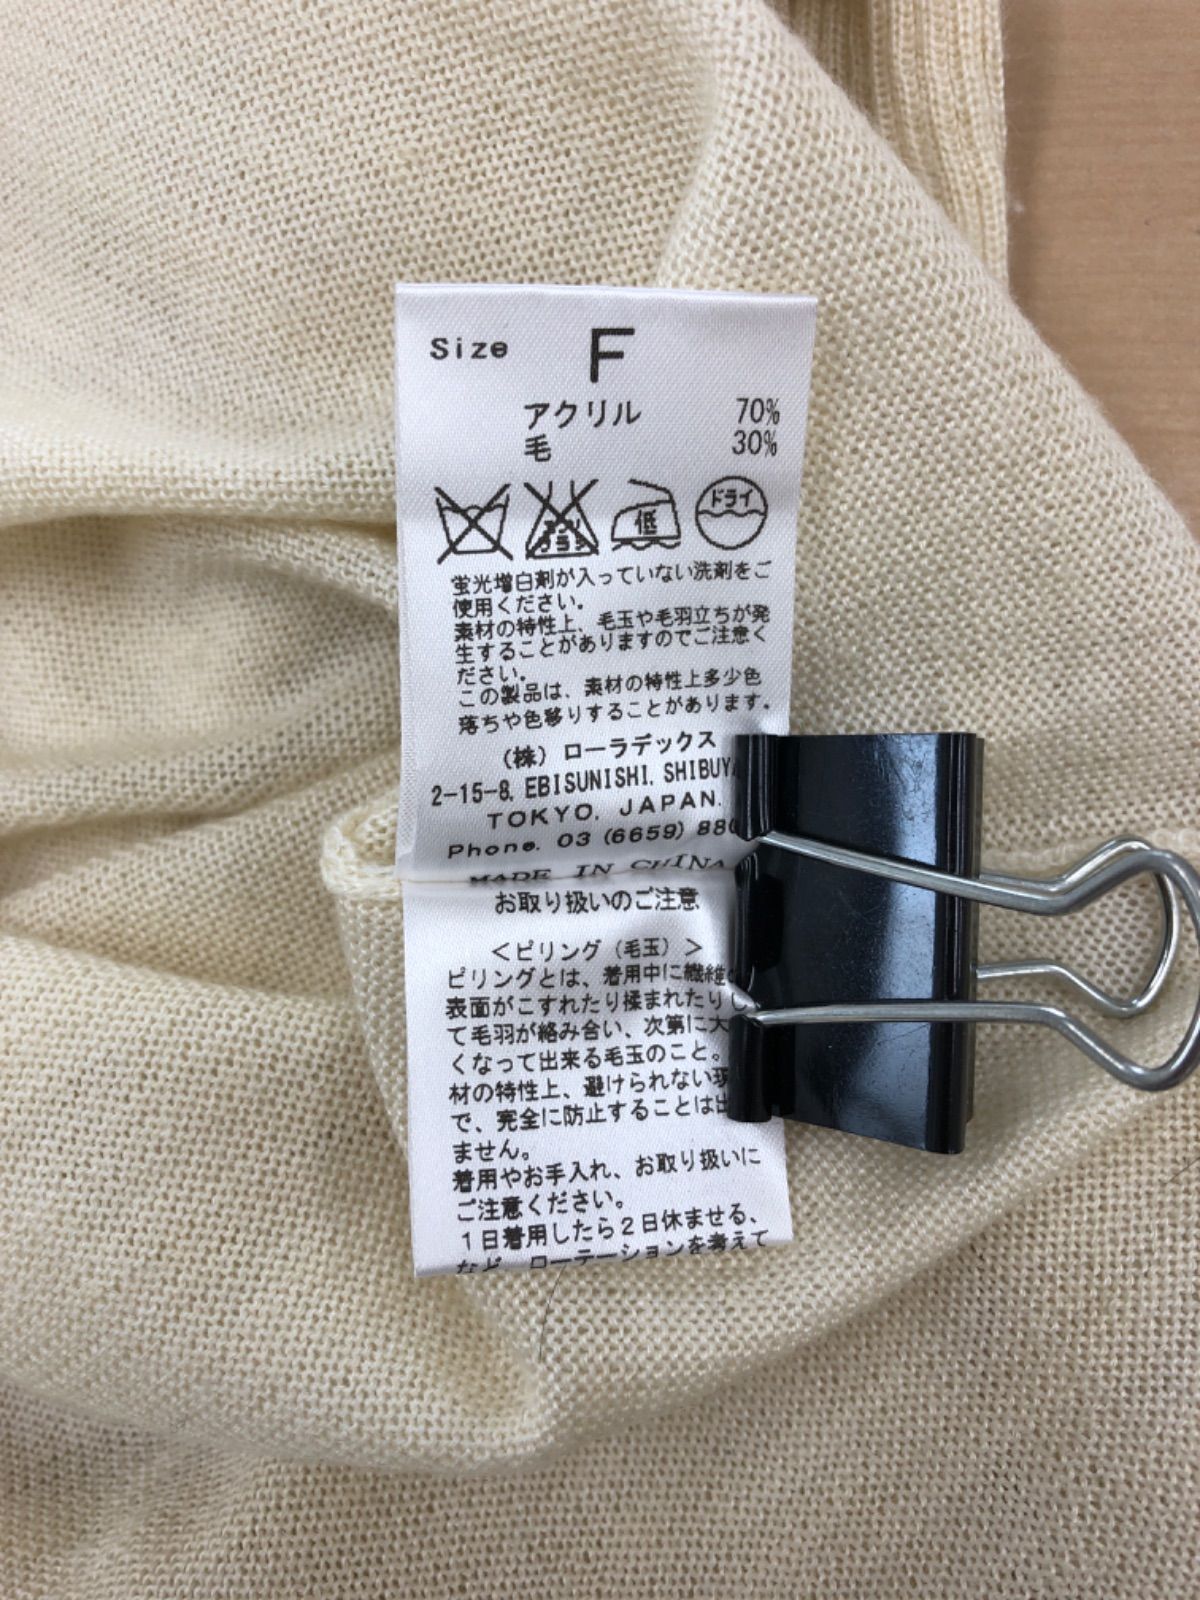 Size F
アクリル 70%
毛 30%
低 ドライ
蛍光増白剤が入っていない洗剤をご
使用ください。
素材の特性上、毛玉や毛羽立ちが発
生することがありますのでご注意く
ださい。
この製品は、素材の特性上多少色
落ちや色移りすることがあります。
(株) ローラデックス
2-15-8, EBISUNISHI, SHIBUY
TOKYO, JAPAN.
Phone. 03 (6659) 880
MADE IN CHINA
お取り扱いのご注意
<ピリング(毛玉)>
ピリングとは、着用中に繊維
表面がこすれたり揉まれたりし
て毛羽が絡み合い、次第に大
くなって出来る毛玉のこと。
材の特性上、避けられない現
で、完全に防止することは出
ません。
着用やお手入れ、お取り扱いに
ご注意ください。
1日着用したら2日休ませる、
など、ローテーションを考えて